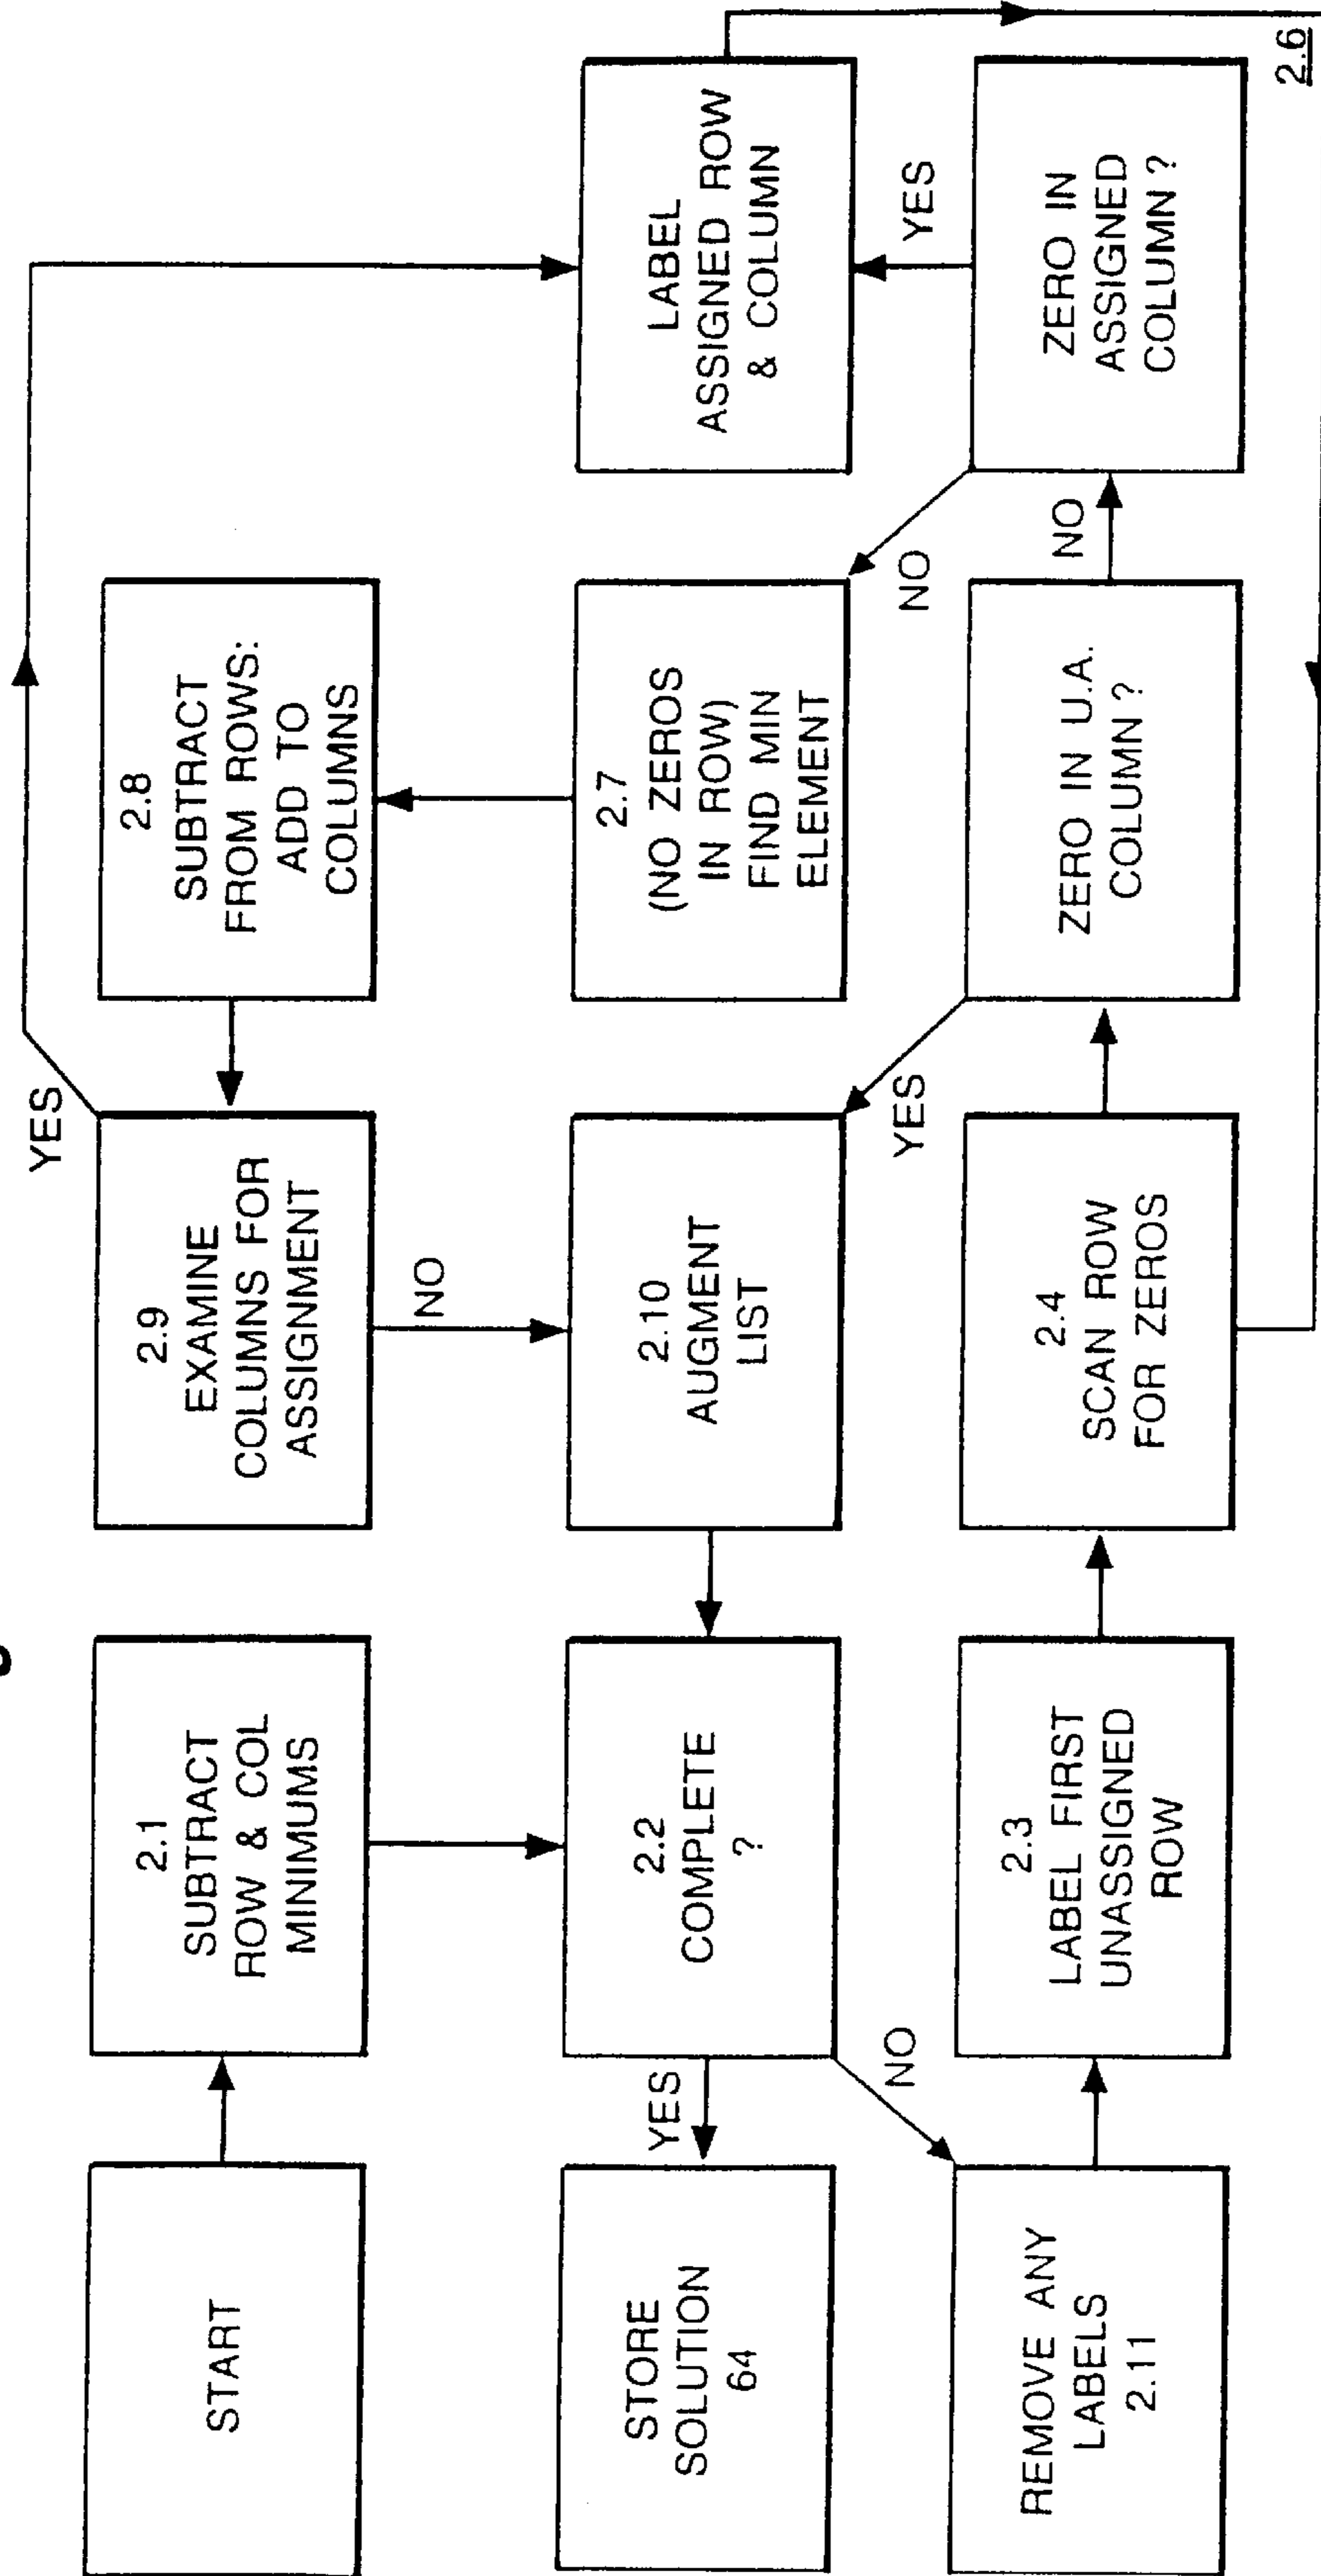 START
2.1
SUBTRACT
ROW & COL
MINIMUMS
2.9
EXAMINE
COLUMNS FOR
ASSIGNMENT
YES
2.8
SUBTRACT
FROM ROWS:
ADD TO
COLUMNS
NO
STORE
SOLUTION
64
YES
2.2
COMPLETE
?
2.10
AUGMENT
LIST
2.7
(NO ZEROS
IN ROW)
FIND MIN
ELEMENT
LABEL
ASSIGNED ROW
& COLUMN
NO
YES
NO
YES
REMOVE ANY
LABELS
2.11
2.3
LABEL FIRST
UNASSIGNED
ROW
2.4
SCAN ROW
FOR ZEROS
ZERO IN U.A.
COLUMN ?
NO
ZERO IN
ASSIGNED
COLUMN ?
2.6